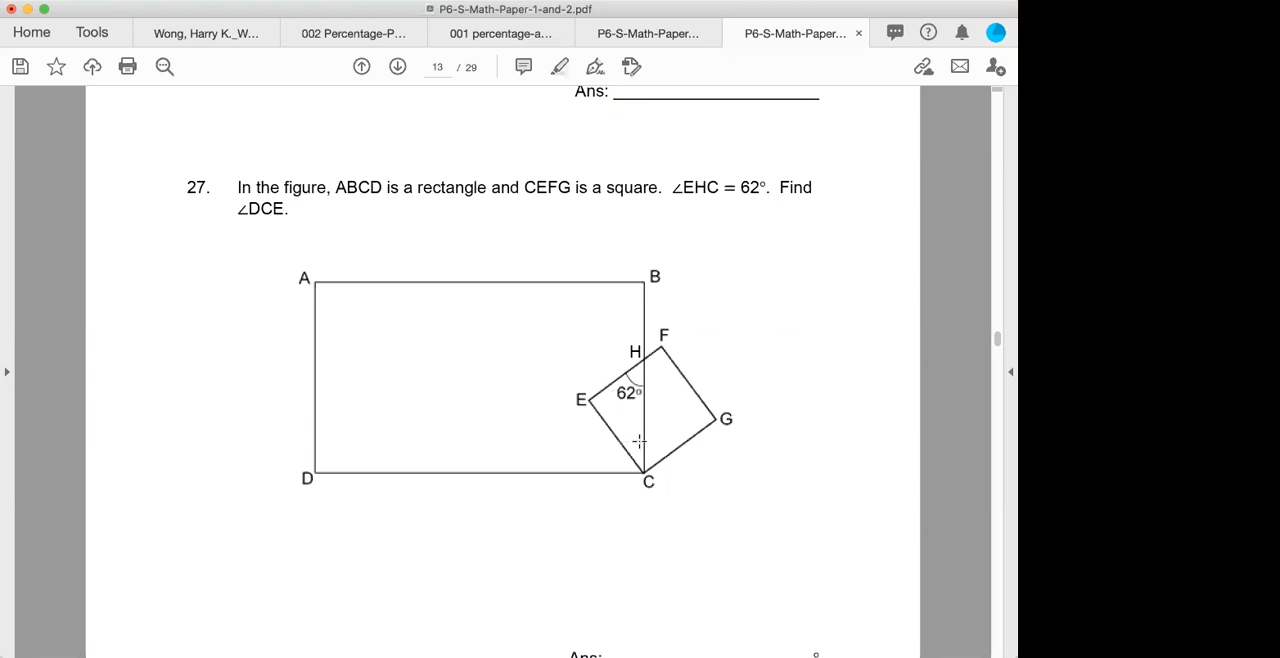 P6-S-Math-Paper-1-and-2.pdf
Home Tools Wong, Harry K._W... 002 Percentage-P... 001 percentage-a... P6-S-Math-Paper... P6-S-Math-Paper... ×
13 / 29
Ans:
27. In the figure, ABCD is a rectangle and CEFG is a square. ∠EHC = 62°. Find
∠DCE.
A B
F
H
62°
E
G
D C
Ans: °